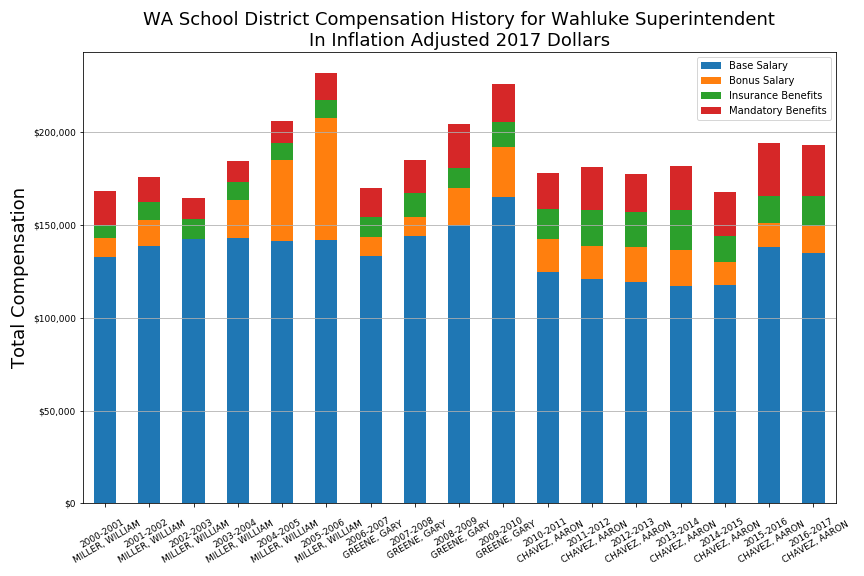 WA School District Compensation History for Wahluke Superintendent
In Inflation Adjusted 2017 Dollars
Base Salary
Bonus Salary
Insurance Benefits
Mandatory Benefits
Total Compensation
$200,000
$150,000
$100,000
$50,000
$0
2000-2001
MILLER, WILLIAM
2001-2002
MILLER, WILLIAM
2002-2003
MILLER, WILLIAM
2003-2004
MILLER, WILLIAM
2004-2005
MILLER, WILLIAM
2005-2006
MILLER, WILLIAM
2006-2007
GREENE, GARY
2007-2008
GREENE, GARY
2008-2009
GREENE, GARY
2009-2010
GREENE, GARY
2010-2011
CHAVEZ, AARON
2011-2012
CHAVEZ, AARON
2012-2013
CHAVEZ, AARON
2013-2014
CHAVEZ, AARON
2014-2015
CHAVEZ, AARON
2015-2016
CHAVEZ, AARON
2016-2017
CHAVEZ, AARON